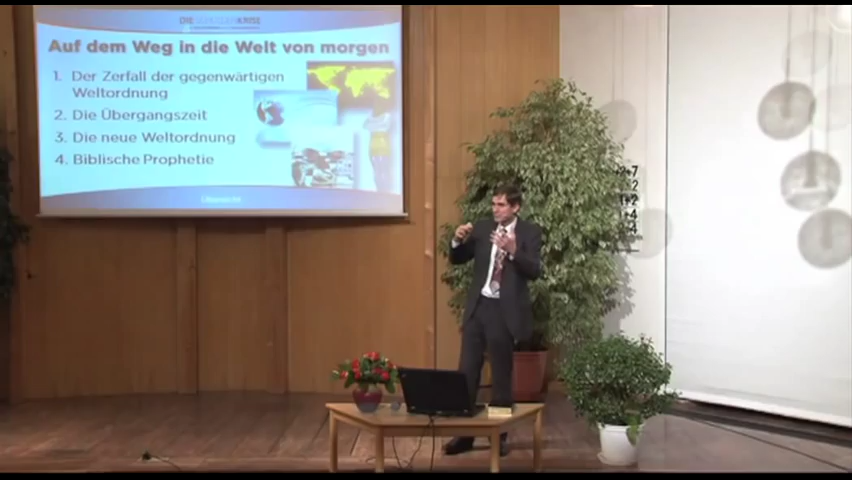 Auf dem Weg in die Welt von morgen
1. Der Zerfall der gegenwärtigen
Weltordnung
2. Die Übergangszeit
3. Die neue Weltordnung
4. Biblische Prophetie
Übersicht